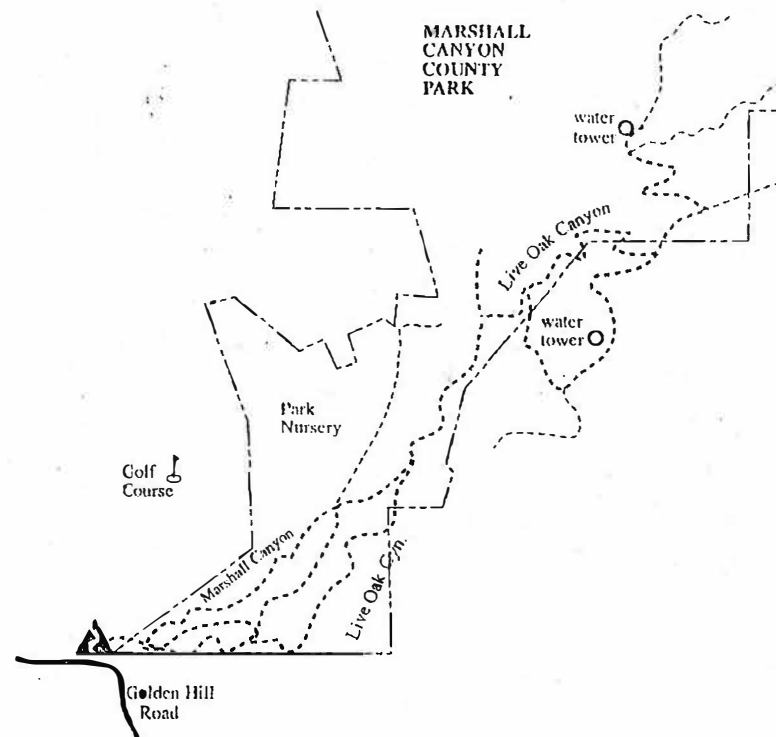 MARSHALL
CANYON
COUNTY
PARK
water
tower
Live Oak Canyon
water
tower
Park
Nursery
Golf
Course
Marshall Canyon
Live Oak Cyn.
Golden Hill
Road